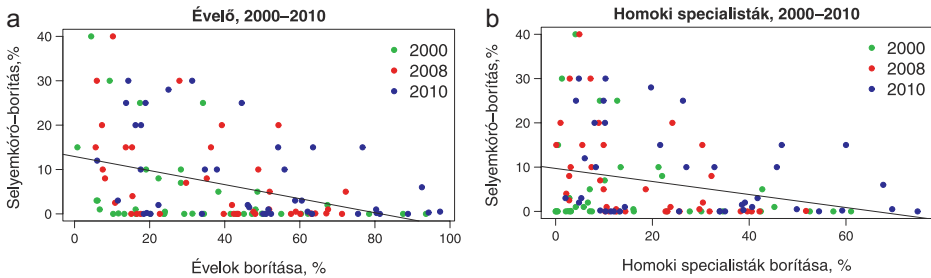 a
Évelő, 2000–2010
Selyemkóró–borítás,%
40
30
20
10
0
0 20 40 60 80 100
Évelok borítása, %
2000
2008
2010
b
Homoki specialisták, 2000–2010
Selyemkóró–borítás,%
40
30
20
10
0
0 20 40 60
Homoki specialisták borítása, %
2000
2008
2010